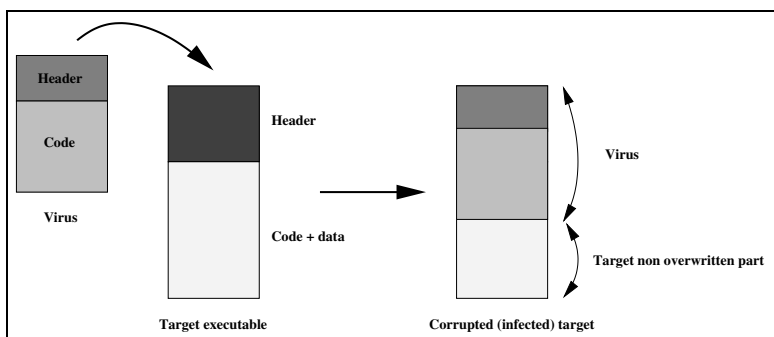 Header
Code
Virus
Header
Code + data
Target executable
Virus
Target non overwritten part
Corrupted (infected) target